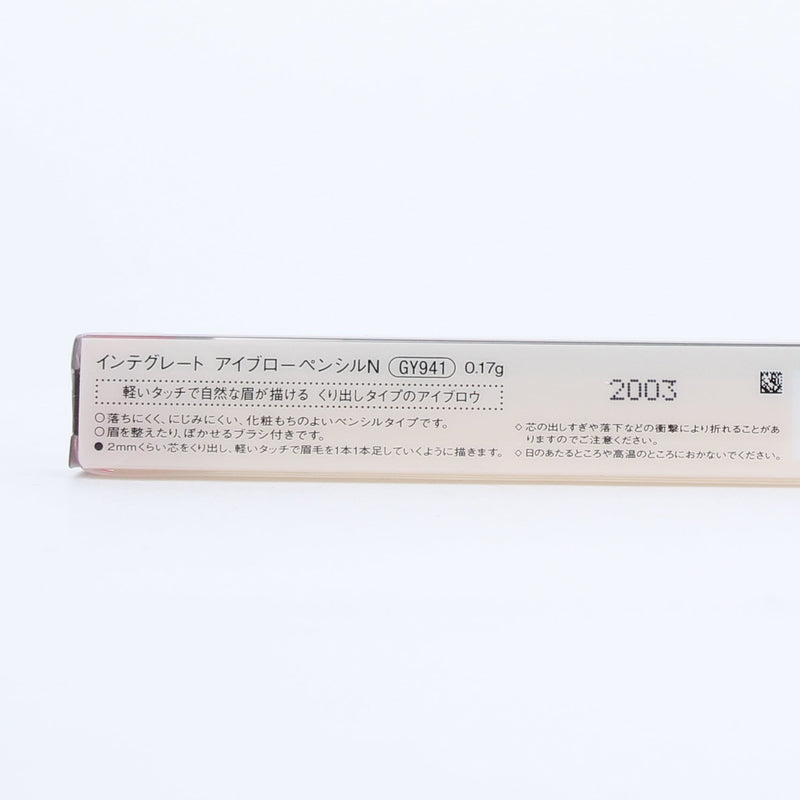 インテグレート アイブローペンシルN GY941 0.17g
軽いタッチで自然な眉が描ける くり出しタイプのアイブロウ
○落ちにくく、にじみにくい、化粧もちのよいペンシルタイプです。
○眉を整えたり、ぼかせるブラシ付きです。
●2mmくらい芯をくり出し、軽いタッチで眉毛を1本1本足していくように描きます。
2003
◇芯の出しすぎや落下などの衝撃により折れることがあ
りますのでご注意ください。
◇日のあたるところや高温のところにおかないでください。